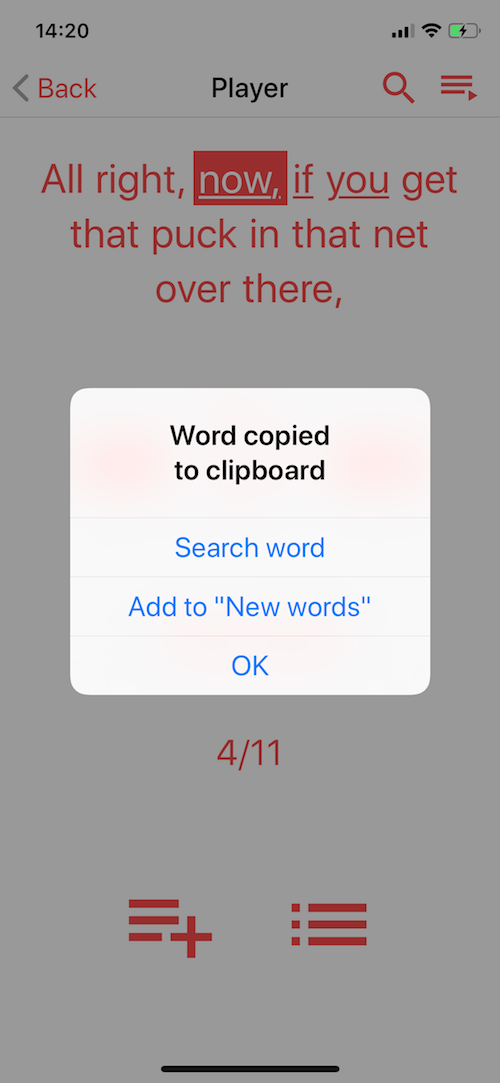 14:20
Back Player
All right, now, if you get
that puck in that net
over there,
Word copied
to clipboard
Search word
Add to "New words"
OK
4/11